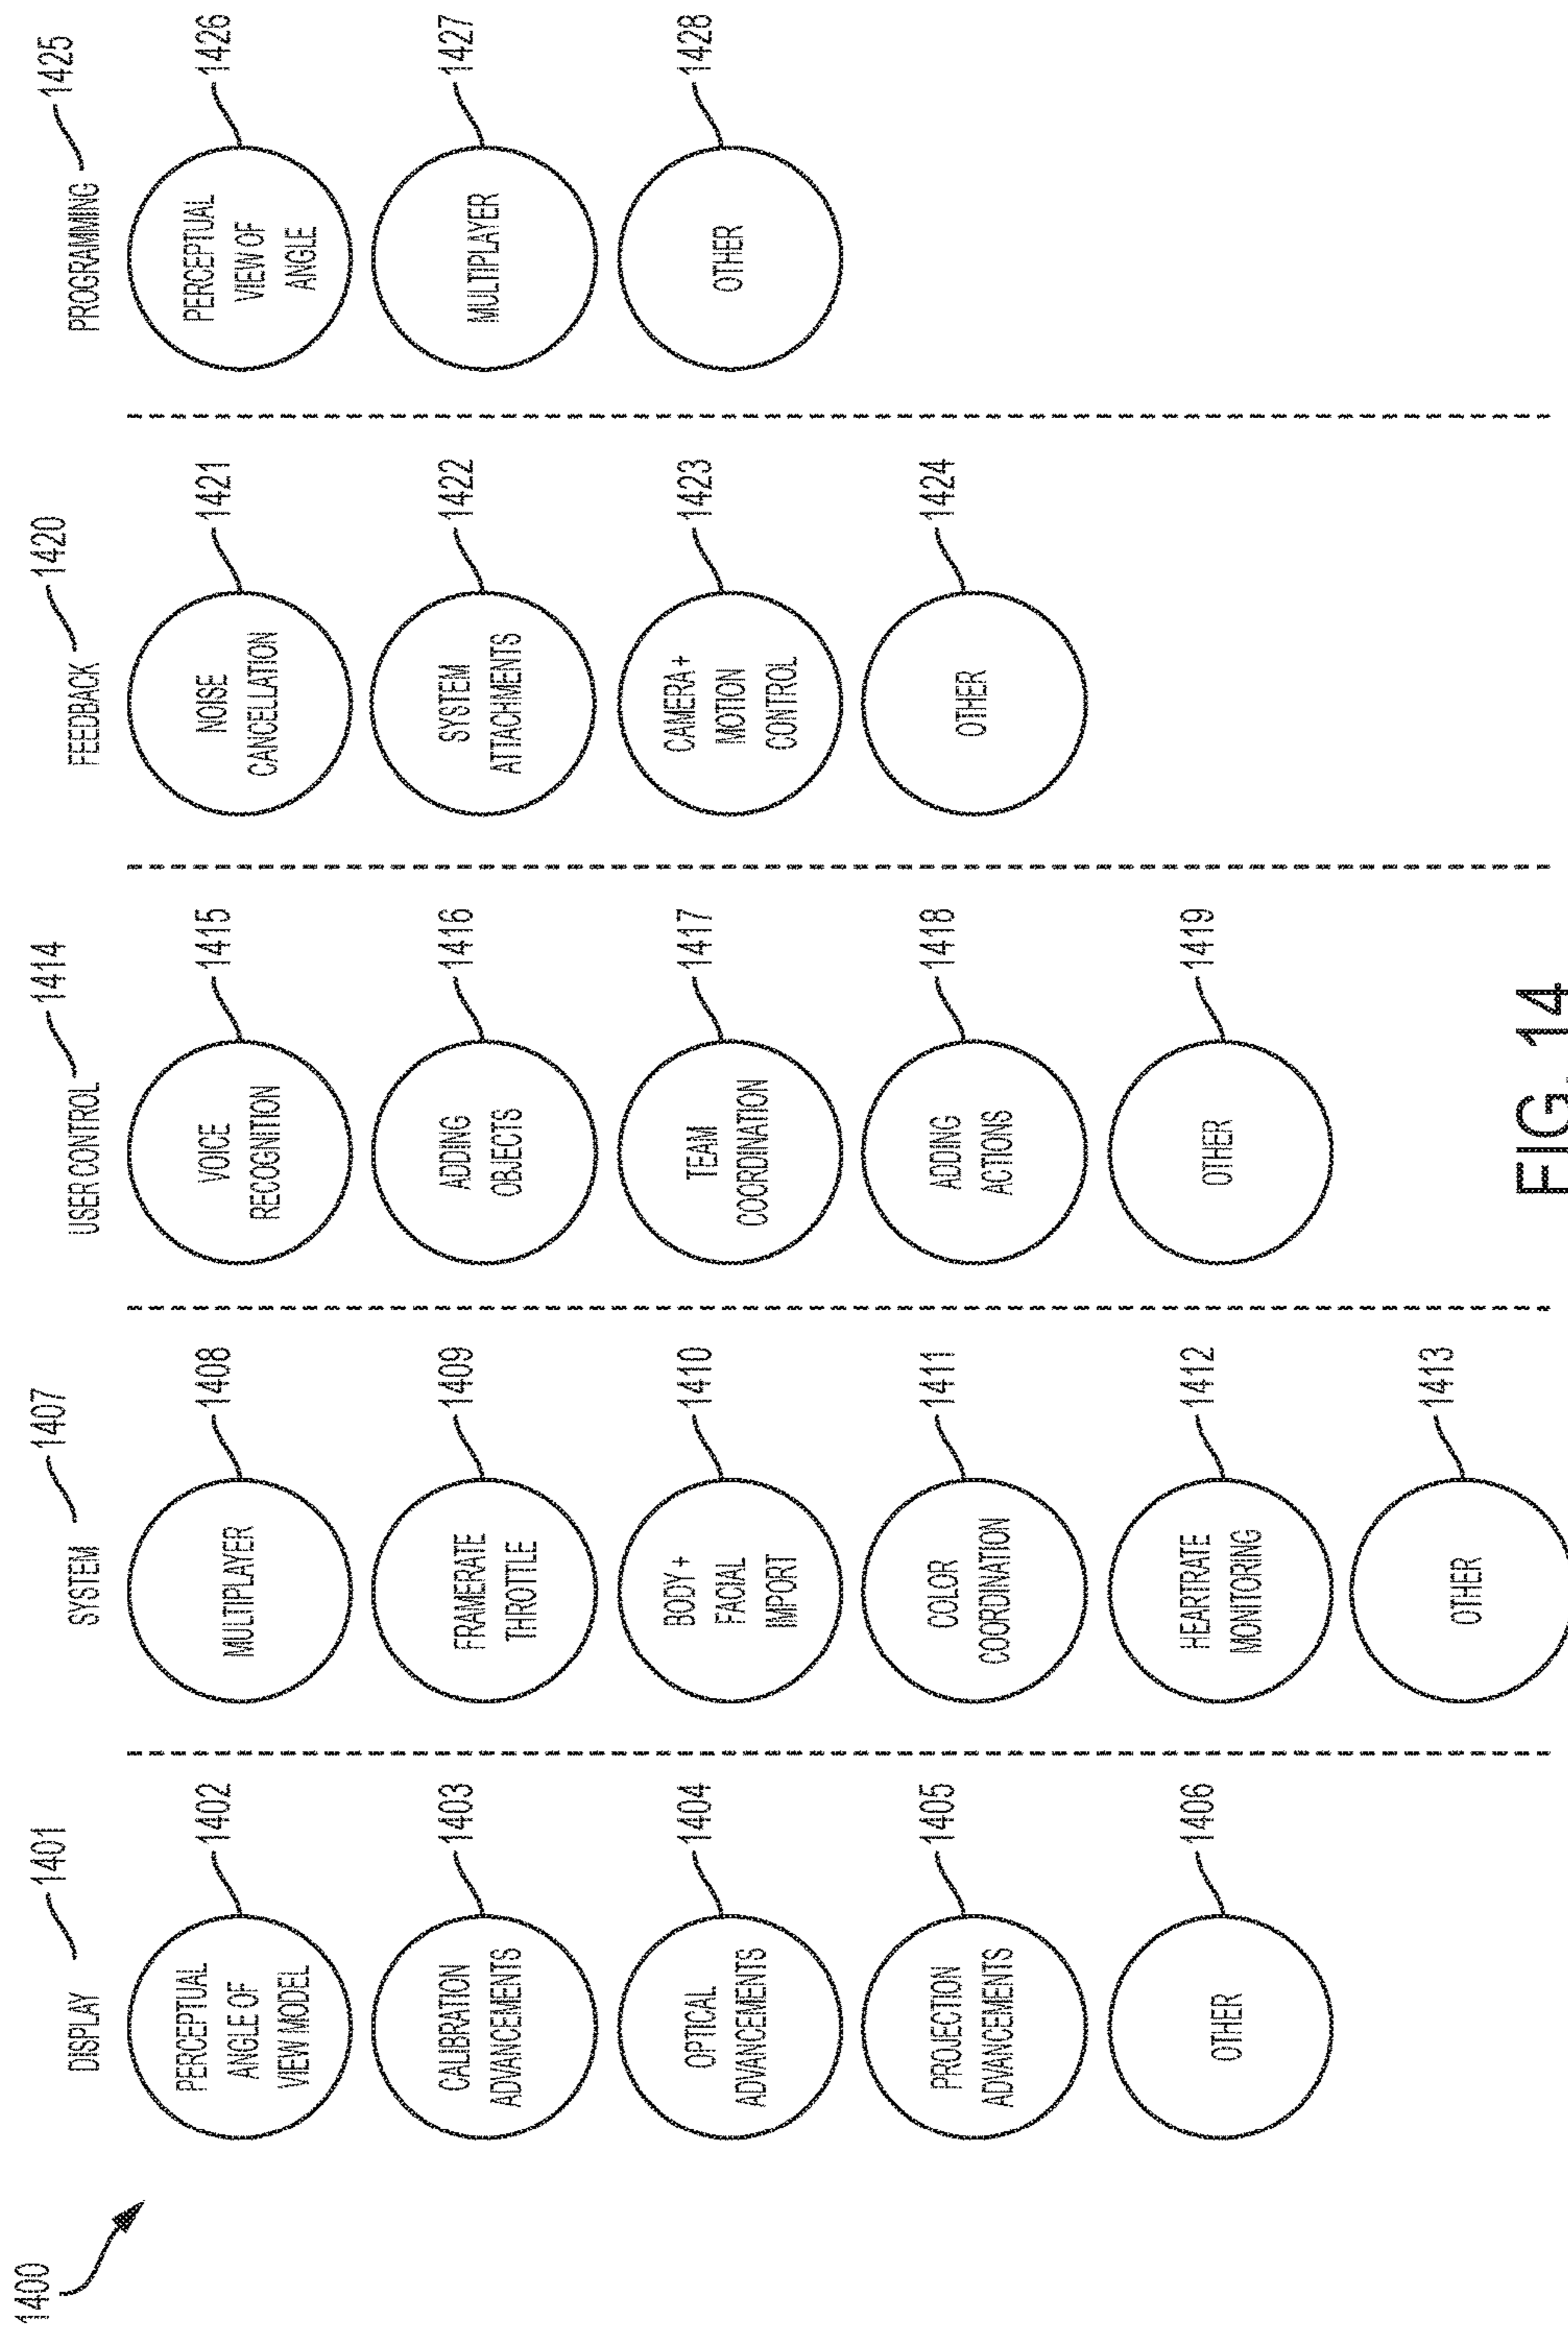 1400
DISPLAY
1401
PERCEPTUAL
ANGLE OF
VIEW MODEL
1402
CALIBRATION
ADVANCEMENTS
1403
OPTICAL
ADVANCEMENTS
1404
PROJECTION
ADVANCEMENTS
1405
OTHER
1406
SYSTEM
1407
MULTIPLAYER
1408
FRAMERATE
THROTTLE
1409
BODY +
FACIAL
IMPORT
1410
COLOR
COORDINATION
1411
HEARTRATE
MONITORING
1412
OTHER
1413
USER CONTROL
1414
VOICE
RECOGNITION
1415
ADDING
OBJECTS
1416
TEAM
COORDINATION
1417
ADDING
ACTIONS
1418
OTHER
1419
FEEDBACK
1420
NOISE
CANCELLATION
1421
SYSTEM
ATTACHMENTS
1422
CAMERA +
MOTION
CONTROL
1423
OTHER
1424
PROGRAMMING
1425
PERCEPTUAL
VIEW OF
ANGLE
1426
MULTIPLAYER
1427
OTHER
1428
FIG. 14